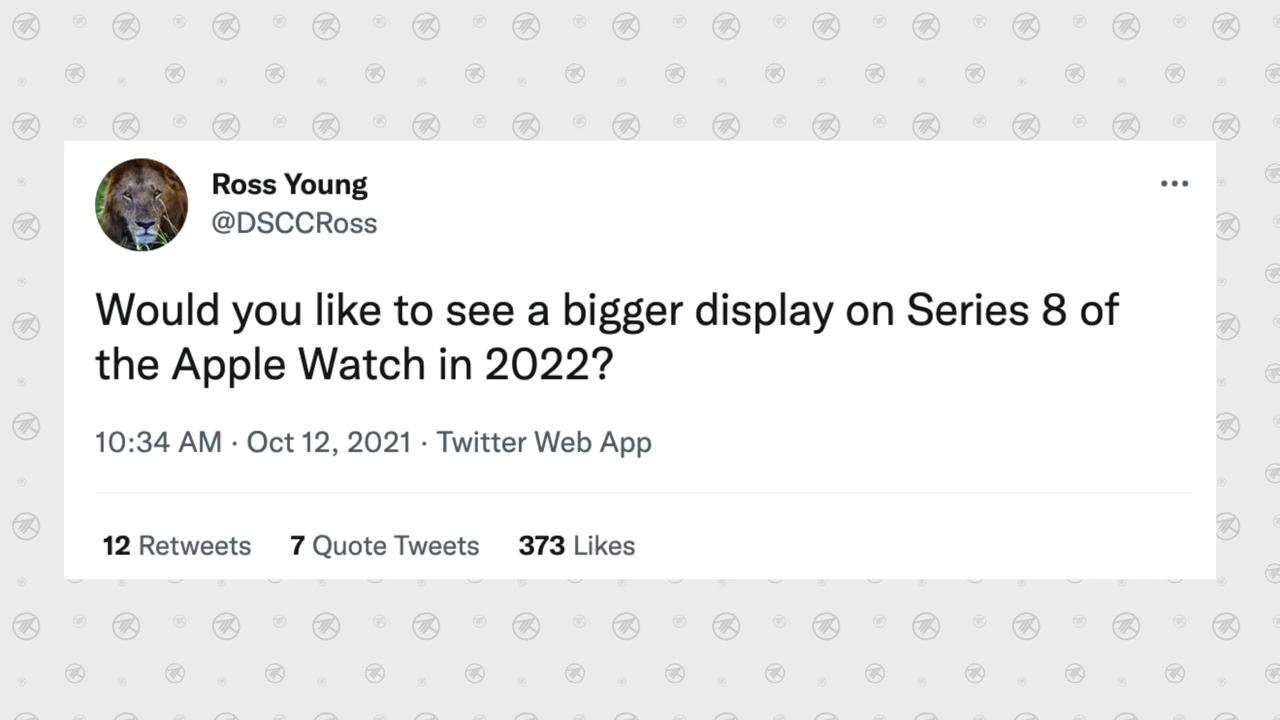 Ross Young
@DSCCRoss
Would you like to see a bigger display on Series 8 of
the Apple Watch in 2022?
10:34 AM · Oct 12, 2021 · Twitter Web App
12 Retweets 7 Quote Tweets 373 Likes